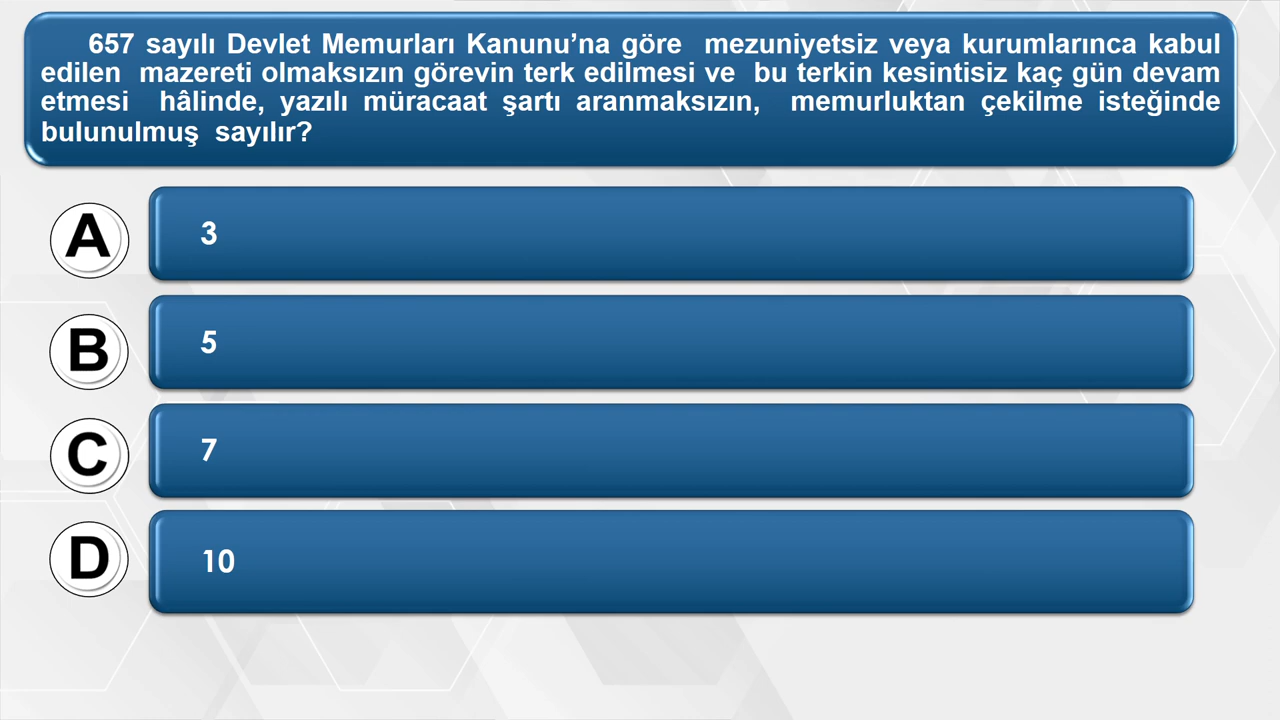 657 sayılı Devlet Memurları Kanunu’na göre mezuniyetsiz veya kurumlarınca kabul
edilen mazereti olmaksızın görevin terk edilmesi ve bu terkin kesintisiz kaç gün devam
etmesi hâlinde, yazılı müracaat şartı aranmaksızın, memurluktan çekilme isteğinde
bulunulmuş sayılır?
A 3
B 5
C 7
D 10